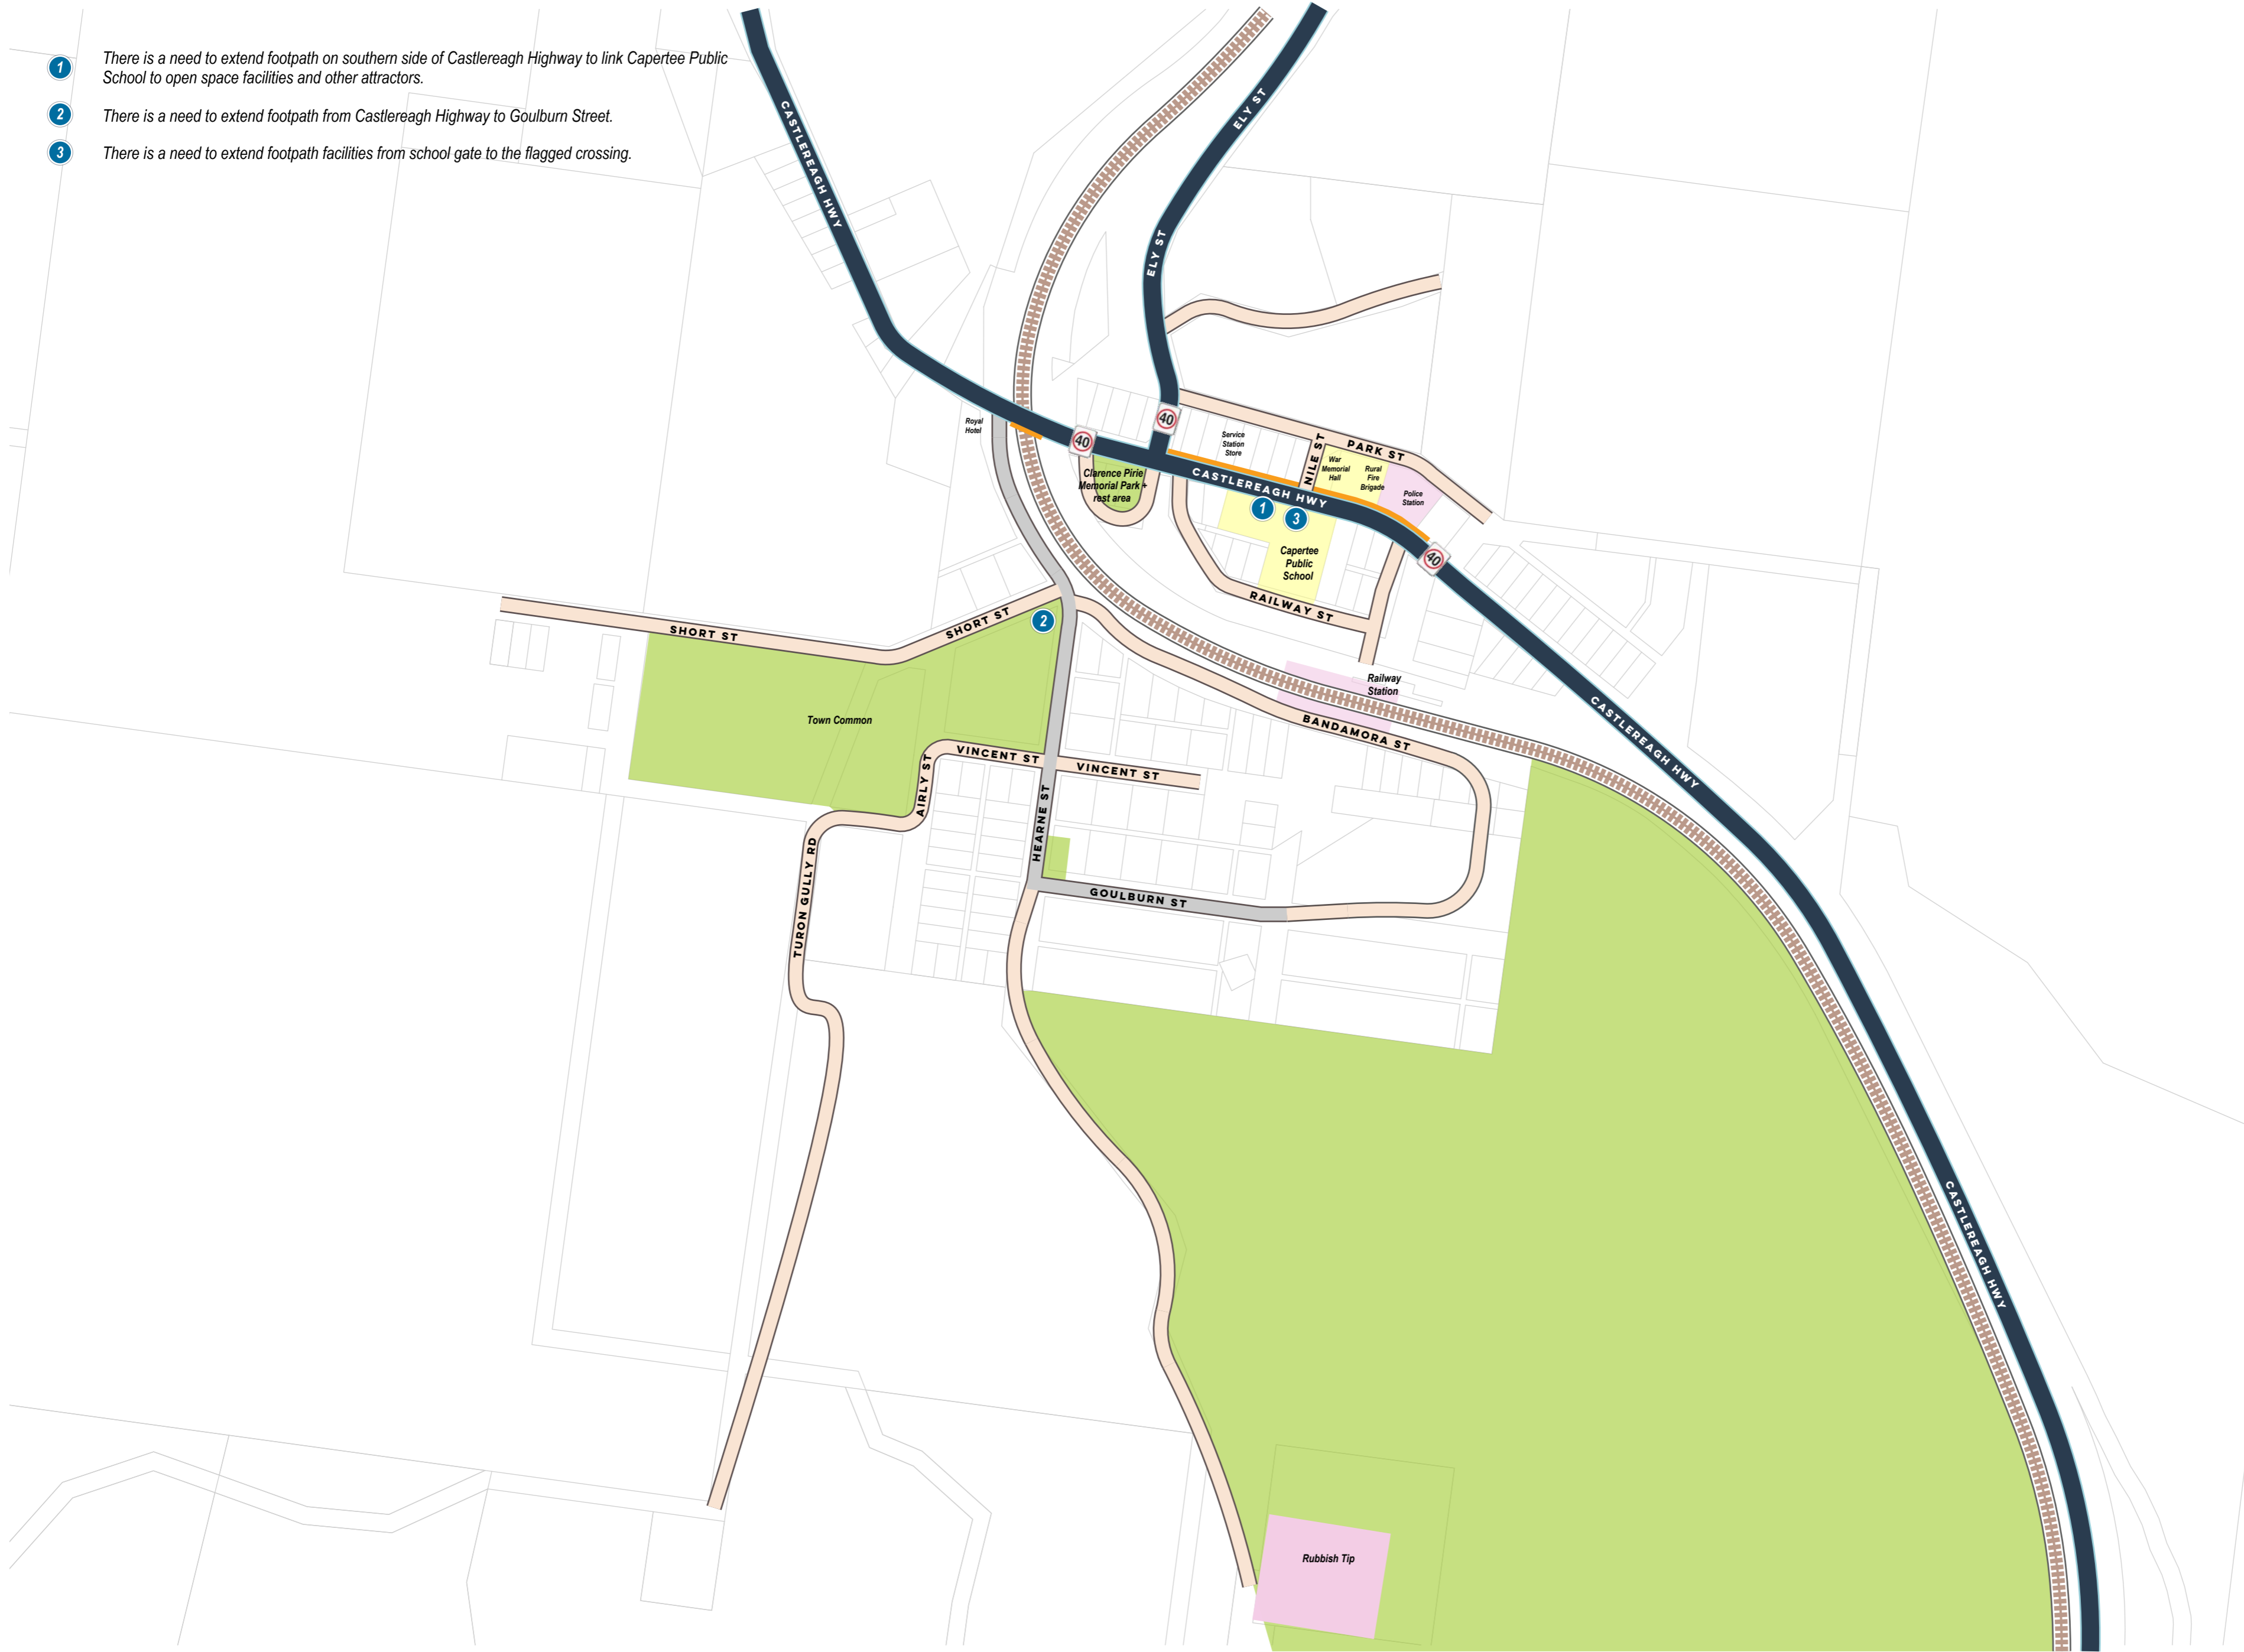 1 There is a need to extend footpath on southern side of Castlereagh Highway to link Capertee Public
School to open space facilities and other attractors.
2 There is a need to extend footpath from Castlereagh Highway to Goulburn Street.
3 There is a need to extend footpath facilities from school gate to the flagged crossing.
CASTLEREAGH HWY
ELY ST
ELY ST
Royal
Hotel
40
40
Service
Station
Store
Clarence Pirie
Memorial Park +
rest area
CASTLEREAGH HWY
NILE ST
PARK ST
War
Memorial
Hall
Rural
Fire
Brigade
Police
Station
1
3
40
Capertee
Public
School
RAILWAY ST
SHORT ST
SHORT ST
2
Railway
Station
Town Common
BANDAMORA ST
CASTLEREAGH HWY
VINCENT ST
VINCENT ST
AIRLY ST
HEARNE ST
TURON GULLY RD
GOULBURN ST
CASTLEREAGH HWY
Rubbish Tip